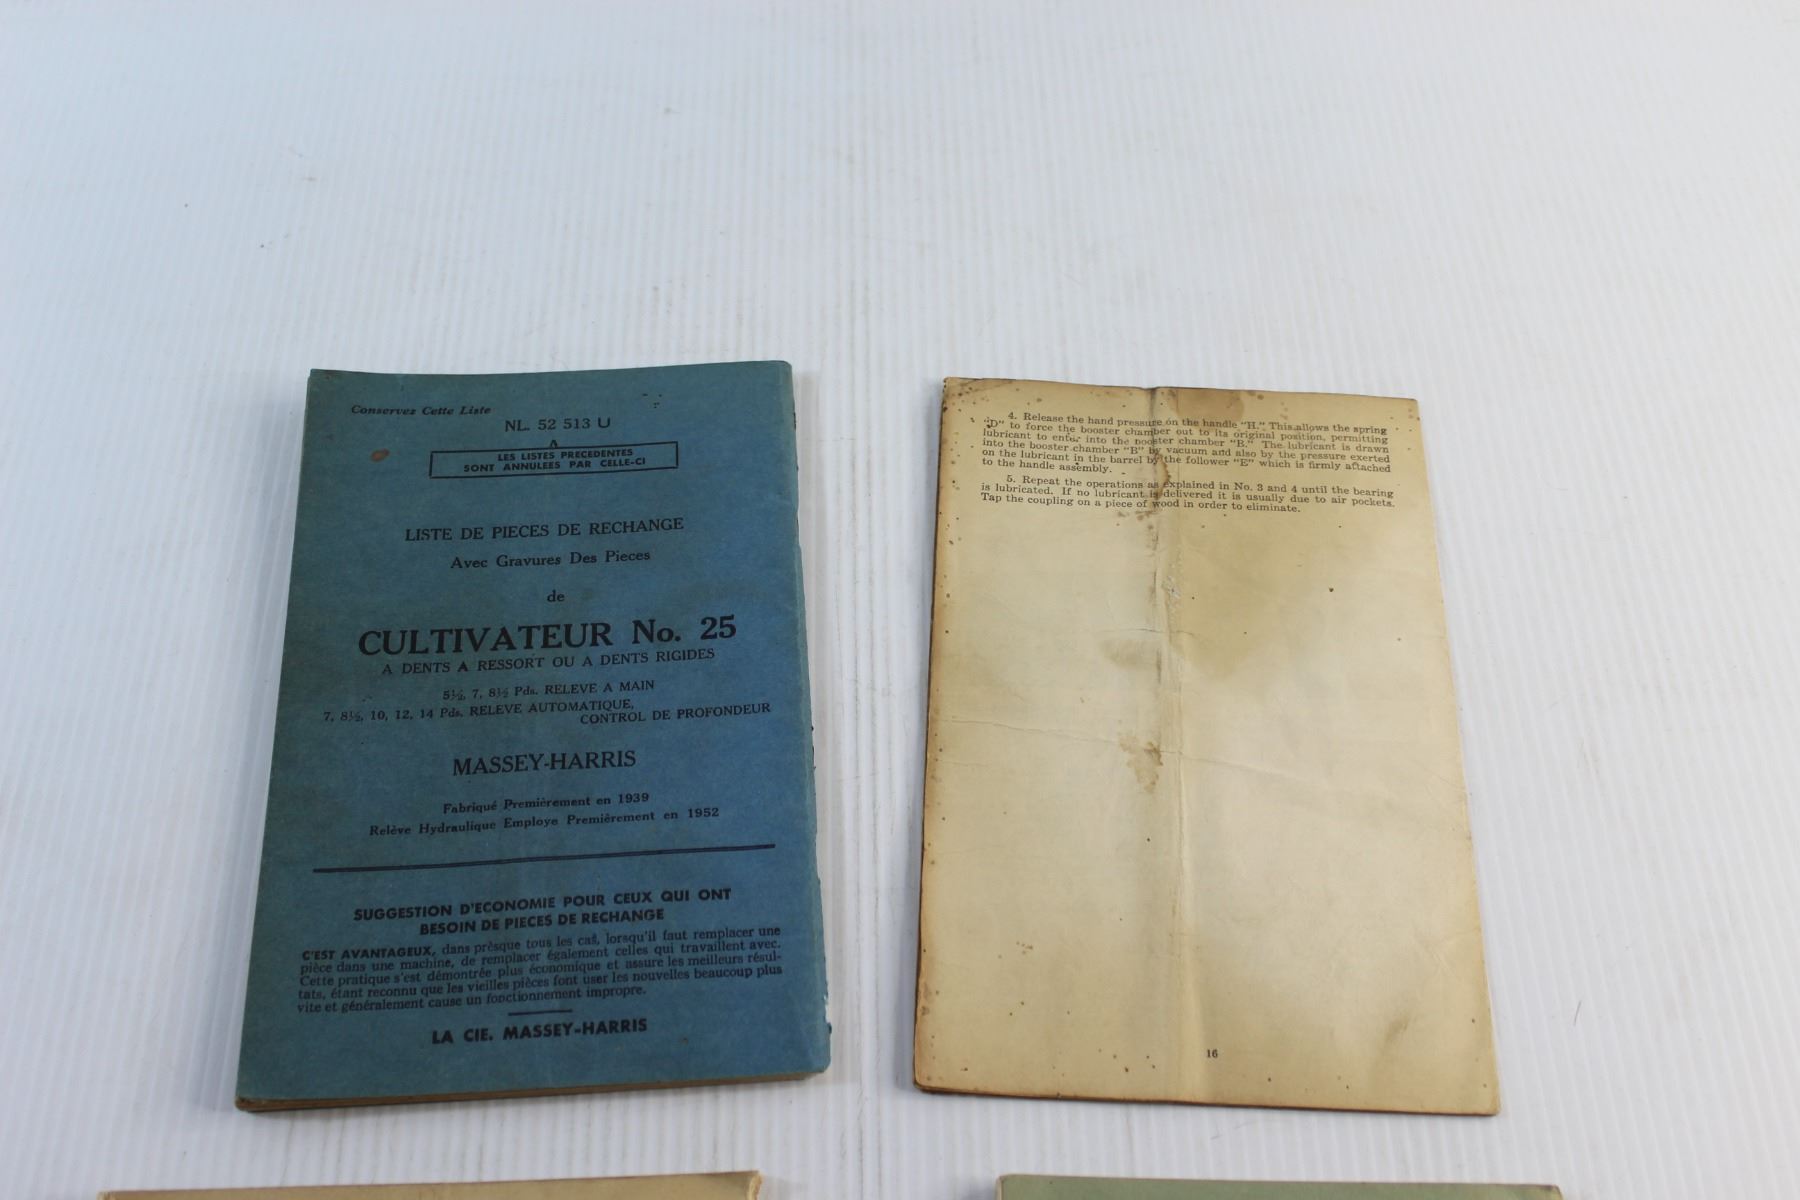 Conservez Cette Liste
NL. 52 513 U
LES LISTES PRECEDENTES
SONT ANNULEES PAR CELLE-CI
LISTE DE PIECES DE RECHANGE
Avec Gravures Des Pieces
de
CULTIVATEUR No. 25
A DENTS A RESSORT OU A DENTS RIGIDES
5½, 7, 8½ Pds. RELEVE A MAIN
7, 8½, 10, 12, 14 Pds. RELEVE AUTOMATIQUE,
CONTROL DE PROFONDEUR
MASSEY-HARRIS
Fabriqué Premièrement en 1939
Relève Hydraulique Employe Premièrement en 1952
SUGGESTION D'ECONOMIE POUR CEUX QUI ONT
BESOIN DE PIECES DE RECHANGE
C'EST AVANTAGEUX, dans presque tous les cas, lorsqu'il faut remplacer une
pièce dans une machine, de remplacer également celles qui travaillent avec.
Cette pratique s'est démontrée plus économique et assure les meilleurs résul-
tats, étant reconnu que les vieilles pièces font user les nouvelles beaucoup plus
vite et généralement cause un fonctionnement impropre.
LA CIE. MASSEY-HARRIS
4. Release the hand pressure on the handle "H." This allows the spring
"D" to force the booster chamber out to its original position, permitting
lubricant to enter into the booster chamber "B." The lubricant is drawn
into the booster chamber "B" by vacuum and also by the pressure exerted
on the lubricant in the barrel by the follower "E" which is firmly attached
to the handle assembly.
5. Repeat the operations as explained in No. 3 and 4 until the bearing
is lubricated. If no lubricant is delivered it is usually due to air pockets.
Tap the coupling on a piece of wood in order to eliminate.
16